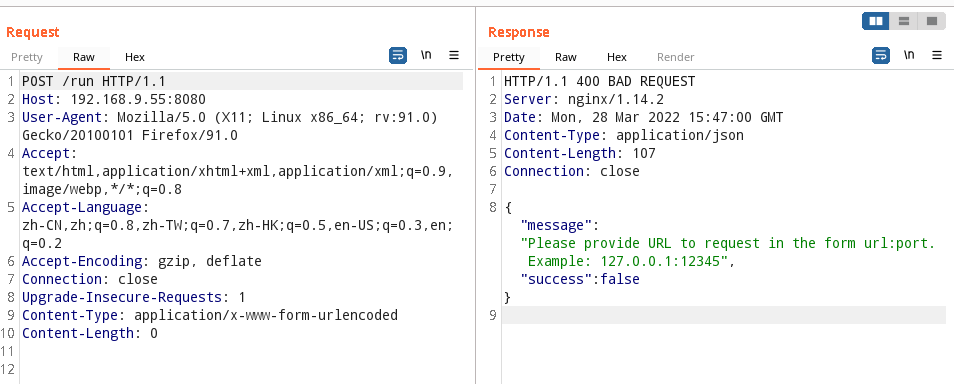 Request
Pretty Raw Hex \n
1 POST /run HTTP/1.1
2 Host: 192.168.9.55:8080
3 User-Agent: Mozilla/5.0 (X11; Linux x86_64; rv:91.0)
Gecko/20100101 Firefox/91.0
4 Accept:
text/html,application/xhtml+xml,application/xml;q=0.9,
image/webp,*/*;q=0.8
5 Accept-Language:
zh-CN,zh;q=0.8,zh-TW;q=0.7,zh-HK;q=0.5,en-US;q=0.3,en;
q=0.2
6 Accept-Encoding: gzip, deflate
7 Connection: close
8 Upgrade-Insecure-Requests: 1
9 Content-Type: application/x-www-form-urlencoded
10 Content-Length: 0
11
12
Response
Pretty Raw Hex Render \n
1 HTTP/1.1 400 BAD REQUEST
2 Server: nginx/1.14.2
3 Date: Mon, 28 Mar 2022 15:47:00 GMT
4 Content-Type: application/json
5 Content-Length: 107
6 Connection: close
7
8 {
"message":
"Please provide URL to request in the form url:port.
Example: 127.0.0.1:12345",
"success":false
}
9